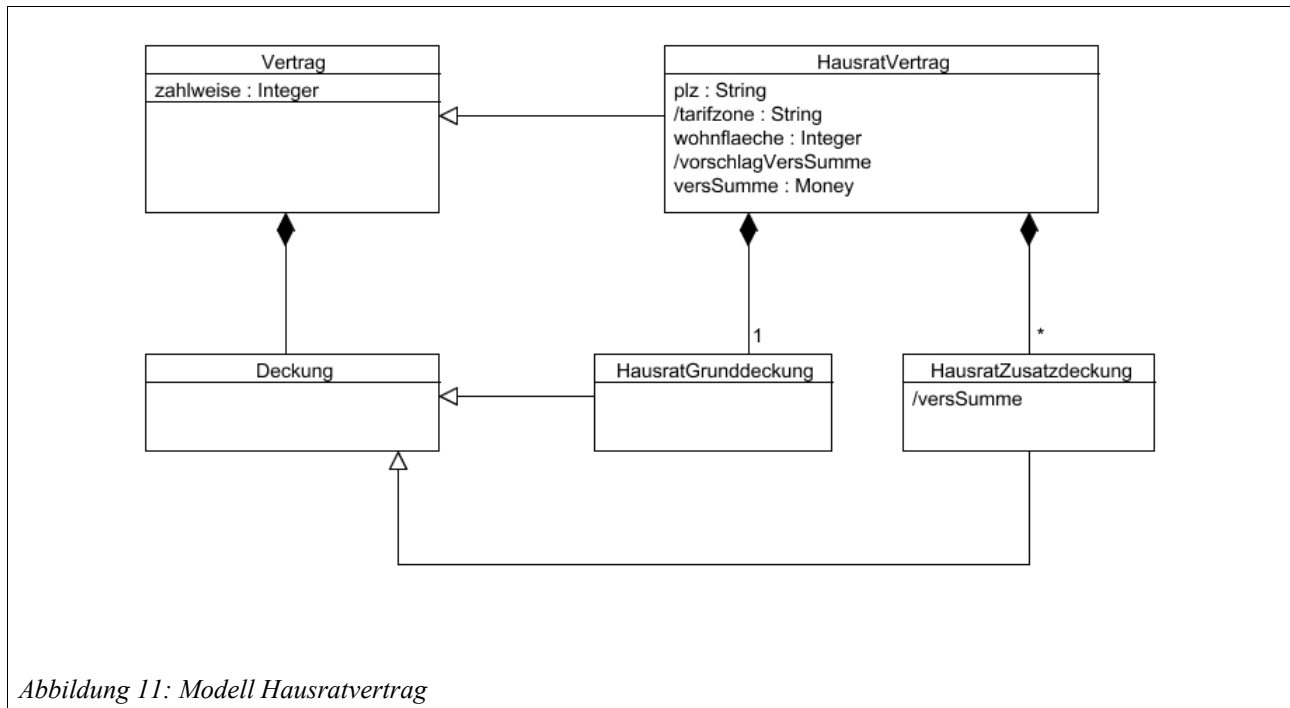 Vertrag
zahlweise : Integer
HausratVertrag
plz : String
/tarifzone : String
wohnflaeche : Integer
/vorschlagVersSumme
versSumme : Money
1
*
Deckung
HausratGrunddeckung
HausratZusatzdeckung
/versSumme
Abbildung 11: Modell Hausratvertrag